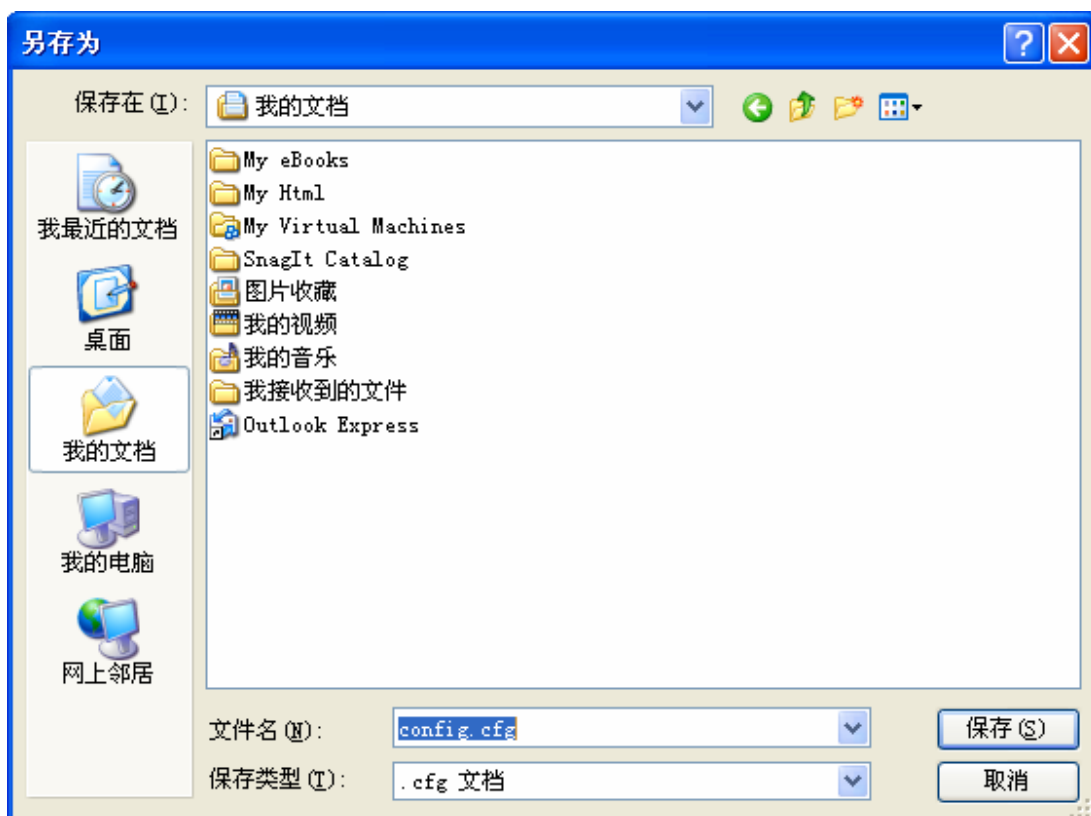 另存为
保存在(I):
我的文档
我最近的文档
桌面
我的文档
我的电脑
网上邻居
My eBooks
My Html
My Virtual Machines
SnagIt Catalog
图片收藏
我的视频
我的音乐
我接收到的文件
Outlook Express
文件名(N):
config.cfg
保存(S)
保存类型(T):
.cfg 文档
取消